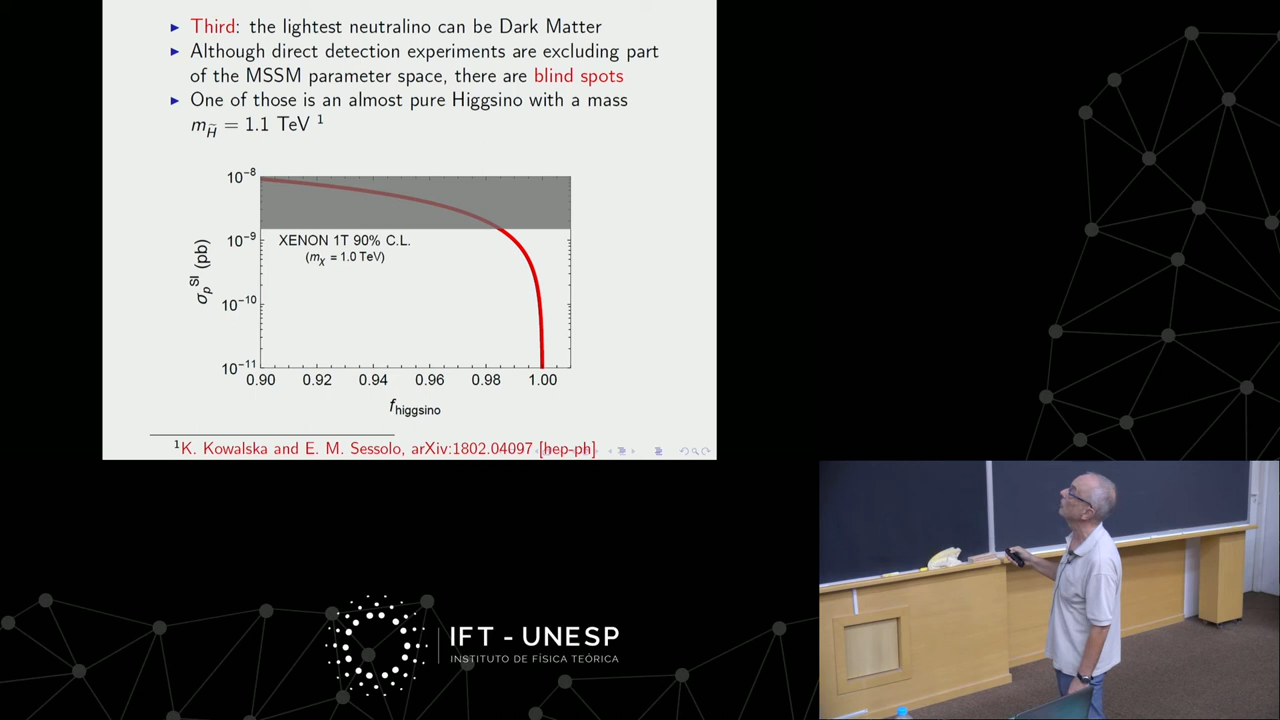 ▶ Third: the lightest neutralino can be Dark Matter
▶ Although direct detection experiments are excluding part
of the MSSM parameter space, there are blind spots
▶ One of those is an almost pure Higgsino with a mass
m_H̃ = 1.1 TeV ¹
10⁻⁸
10⁻⁹
10⁻¹⁰
10⁻¹¹
σ_p^SI (pb)
XENON 1T 90% C.L.
(m_χ = 1.0 TeV)
0.90 0.92 0.94 0.96 0.98 1.00
f_higgsino
¹K. Kowalska and E. M. Sessolo, arXiv:1802.04097 [hep-ph]
IFT - UNESP
INSTITUTO DE FÍSICA TEÓRICA